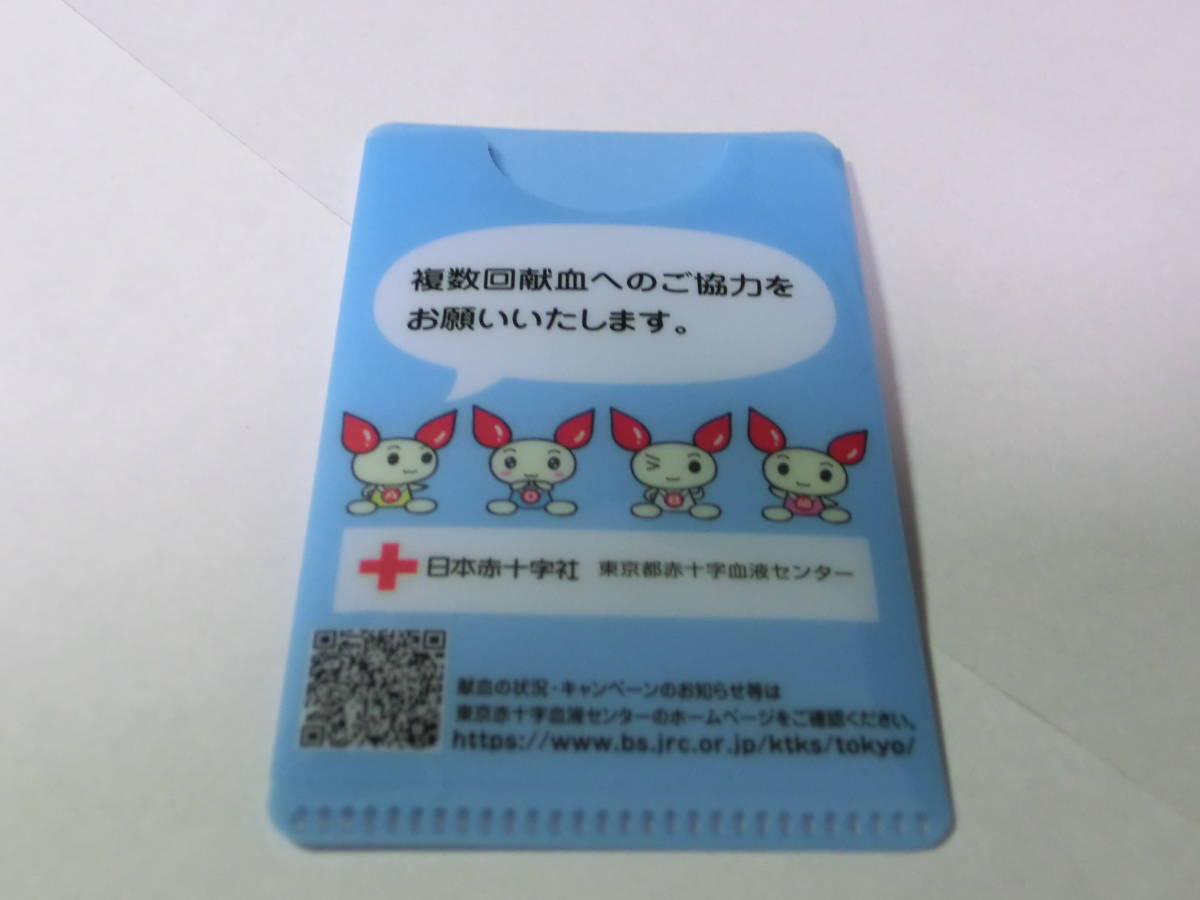 複数回献血へのご協力を
お願いいたします。
A
O
B
AB
日本赤十字社 東京都赤十字血液センター
献血の状況・キャンペーンのお知らせ等は
東京赤十字血液センターのホームページをご確認ください。
https://www.bs.jrc.or.jp/ktks/tokyo/